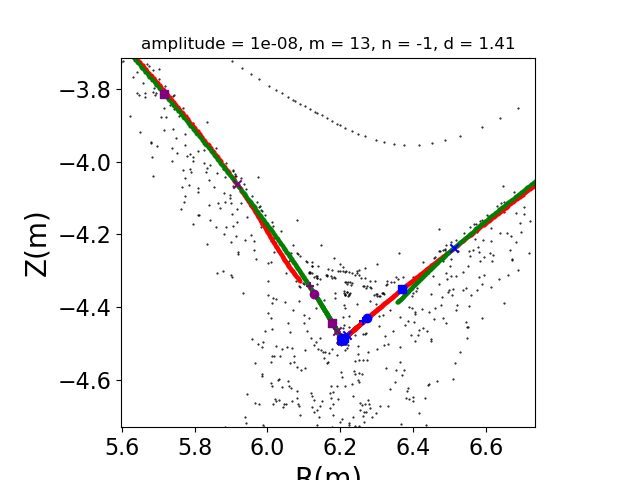 amplitude = 1e-08, m = 13, n = -1, d = 1.41
Z(m)
−3.8
−4.0
−4.2
−4.4
−4.6
5.6 5.8 6.0 6.2 6.4 6.6
R(m)